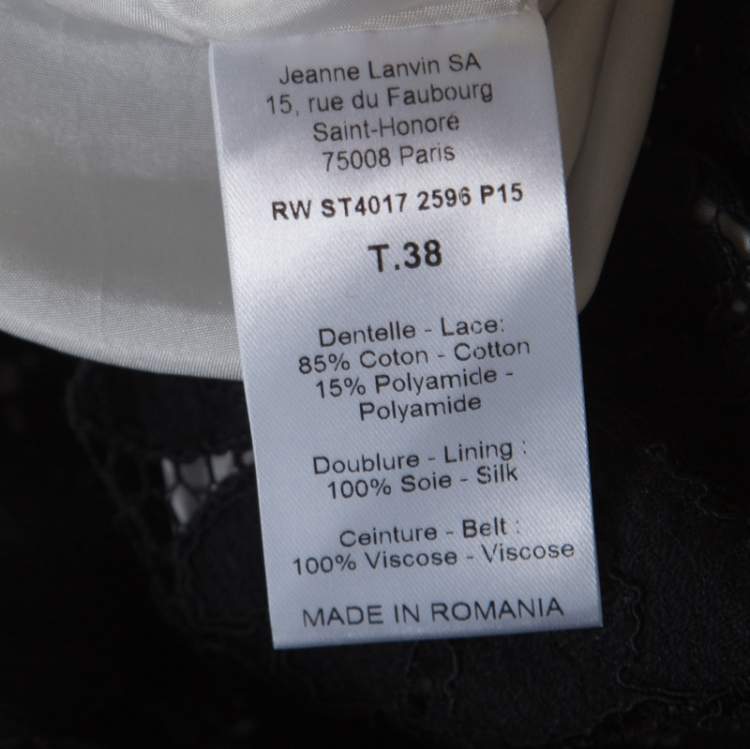 Jeanne Lanvin SA
15, rue du Faubourg
Saint-Honoré
75008 Paris
RW ST4017 2596 P15
T.38
Dentelle - Lace:
85% Coton - Cotton
15% Polyamide -
Polyamide
Doublure - Lining :
100% Soie - Silk
Ceinture - Belt :
100% Viscose - Viscose
MADE IN ROMANIA